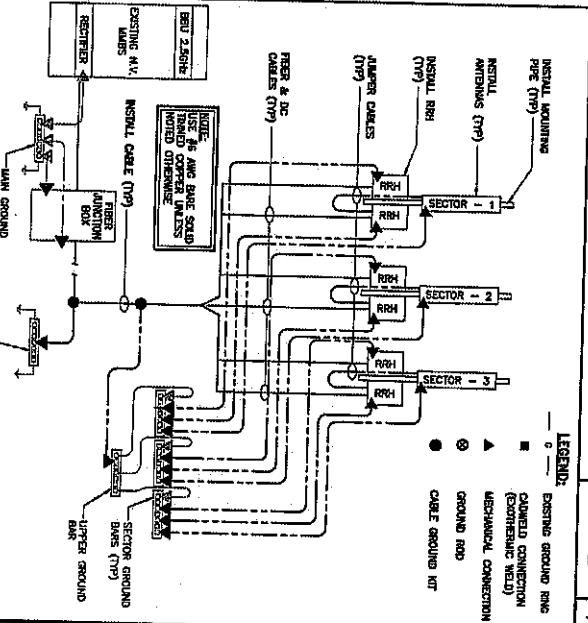 INSTALL MOUNTING
PIPE (TYP)
INSTALL
ANTENNAS (TYP)
INSTALL RRH
(TYP)
JUMPER CABLES
(TYP)
FIBER & DC
CABLES (TYP)
SECTOR - 1
SECTOR - 2
SECTOR - 3
RRH
RRH
RRH
RRH
RRH
RRH
LEGEND:
G
EXISTING GROUND RING
CADWELD CONNECTION
(EXOTHERMIC WELD)
MECHANICAL CONNECTION
GROUND ROD
CABLE GROUND KIT
NOTE:
USE #6 AWG BARE SOLID
TINNED COPPER UNLESS
NOTED OTHERWISE
BBU 2.5GHz
EXISTING N.V.
MMBS
RECTIFIER
INSTALL CABLE (TYP)
FIBER
JUNCTION
BOX
MAIN GROUND
SECTOR GROUND
BARS (TYP)
UPPER GROUND
BAR